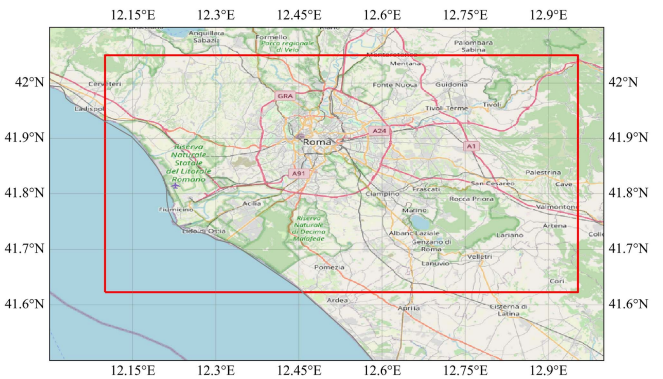 12.15°E 12.3°E 12.45°E 12.6°E 12.75°E 12.9°E
Anguillara
Sabazia
Formello
Parco regionale
di Veio
Palombara
Sabina
Monterotondo
Mentana
42°N
42°N
Cerveteri
Fonte Nuova
Guidonia
Ladispoli
GRA
Tivoli Terme
Tivoli
41.9°N
41.9°N
A24
Roma
A1
Riserva
Naturale
Statale
del Litorale
Romano
A91
Palestrina
San Cesareo
Cave
41.8°N
41.8°N
Ciampino
Frascati
Rocca Priora
Fiumicino
Acilia
Valmontone
Marino
Riserva
Naturale
di Decima
Malafede
Artena
Lido di Ostia
Albano Laziale
Lariano
Colle
41.7°N
41.7°N
Genzano di
Roma
Velletri
Lanuvio
Pomezia
Cori
41.6°N
41.6°N
Ardea
Aprilia
Cisterna di
Latina
12.15°E 12.3°E 12.45°E 12.6°E 12.75°E 12.9°E